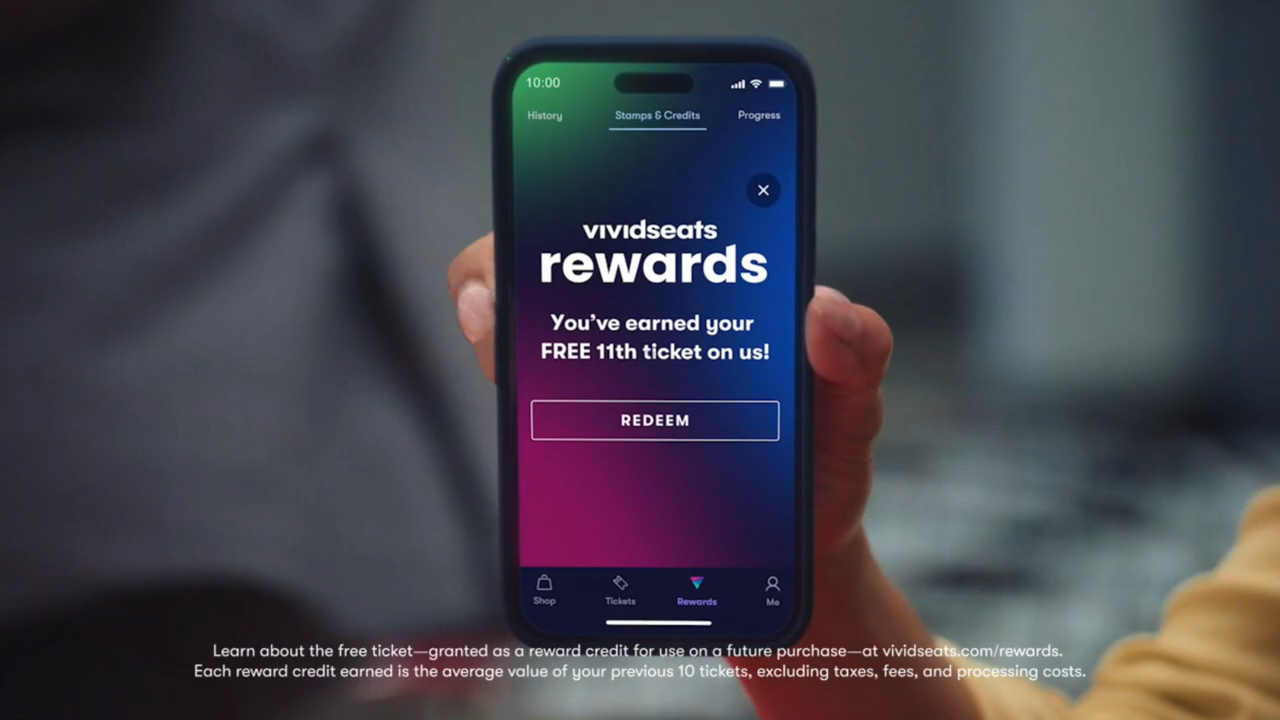 10:00
History Stamps & Credits Progress
vividseats
rewards
You've earned your
FREE 11th ticket on us!
REDEEM
Shop Tickets Rewards Me
Learn about the free ticket—granted as a reward credit for use on a future purchase—at vividseats.com/rewards.
Each reward credit earned is the average value of your previous 10 tickets, excluding taxes, fees, and processing costs.